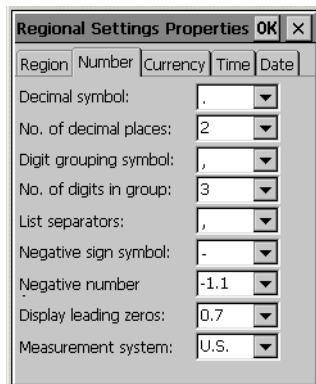 Regional Settings Properties OK ×
Region Number Currency Time Date
Decimal symbol: .
No. of decimal places: 2
Digit grouping symbol: ,
No. of digits in group: 3
List separators: ,
Negative sign symbol: -
Negative number -1.1
Display leading zeros: 0.7
Measurement system: U.S.